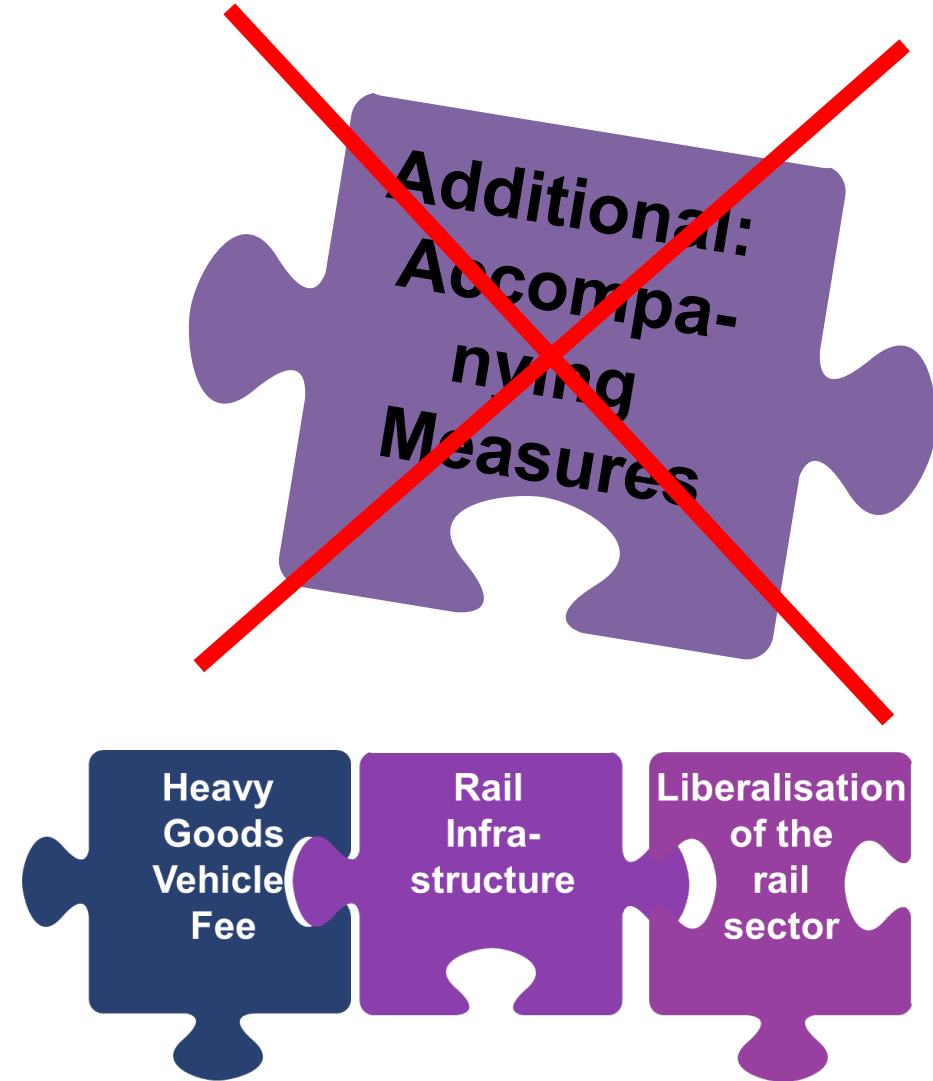 Additional:
Accompa-
nying
Measures
Heavy
Goods
Vehicle
Fee
Rail
Infra-
structure
Liberalisation
of the
rail
sector